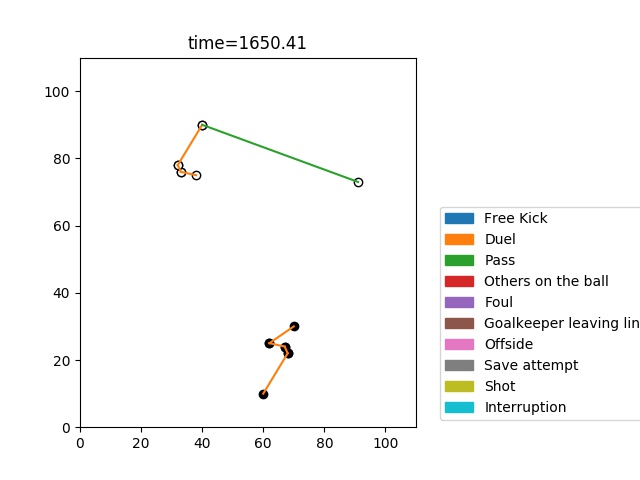 time=1650.41
100
80
60
40
20
0
0 20 40 60 80 100
Free Kick
Duel
Pass
Others on the ball
Foul
Goalkeeper leaving lin
Offside
Save attempt
Shot
Interruption